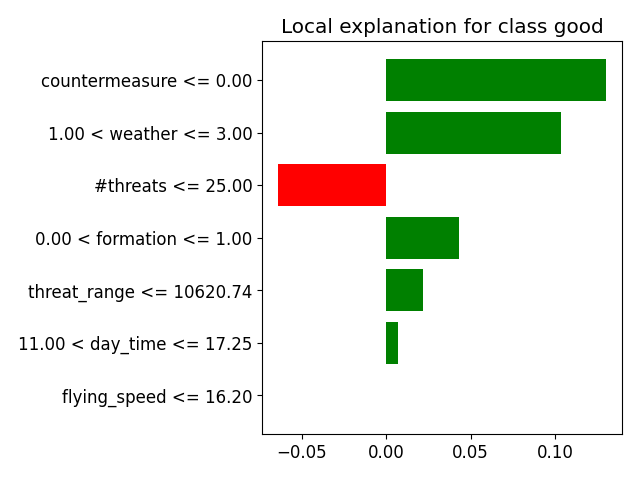 Local explanation for class good
countermeasure <= 0.00
1.00 < weather <= 3.00
#threats <= 25.00
0.00 < formation <= 1.00
threat_range <= 10620.74
11.00 < day_time <= 17.25
flying_speed <= 16.20
−0.05 0.00 0.05 0.10